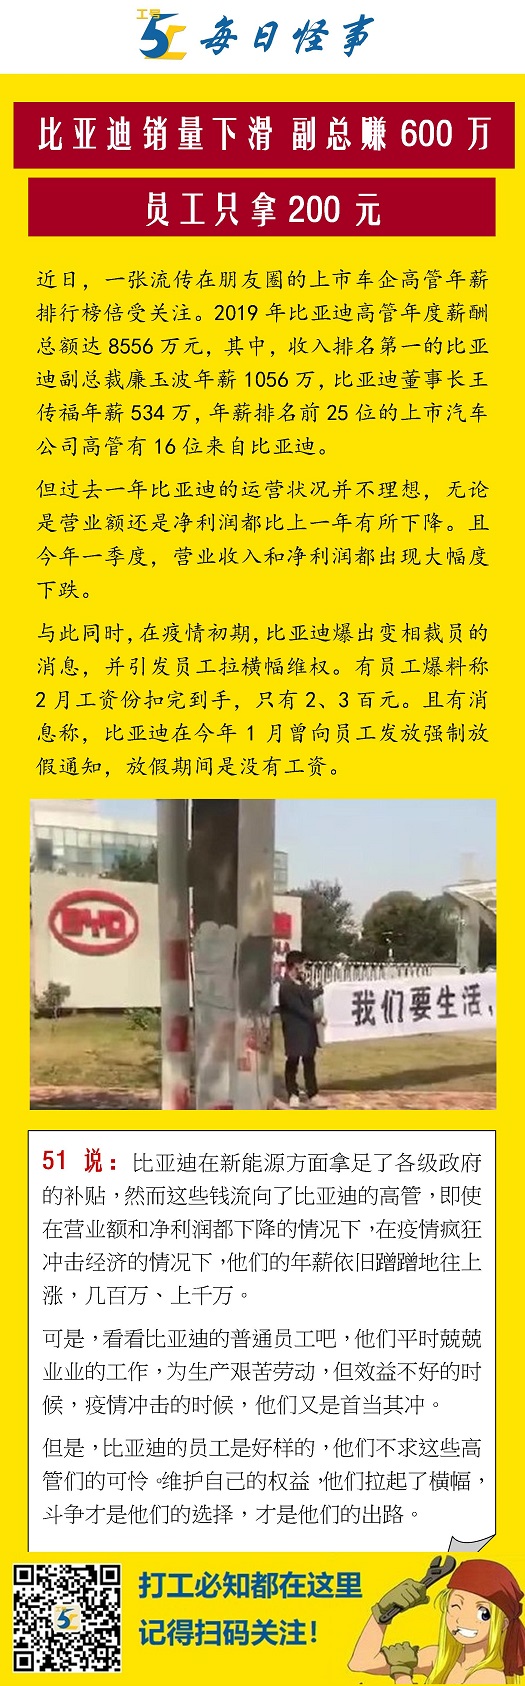 工号
51
每日怪事
比亚迪销量下滑 副总赚 600 万
员工只拿 200 元
近日，一张流传在朋友圈的上市车企高管年薪
排行榜倍受关注。2019 年比亚迪高管年度薪酬
总额达 8556 万元，其中，收入排名第一的比亚
迪副总裁廉玉波年薪 1056 万，比亚迪董事长王
传福年薪 534 万，年薪排名前 25 位的上市汽车
公司高管有 16 位来自比亚迪。
但过去一年比亚迪的运营状况并不理想，无论
是营业额还是净利润都比上一年有所下降。且
今年一季度，营业收入和净利润都出现大幅度
下跌。
与此同时，在疫情初期，比亚迪爆出变相裁员的
消息，并引发员工拉横幅维权。有员工爆料称
2 月工资份扣完到手，只有 2、3 百元。且有消
息称，比亚迪在今年 1 月曾向员工发放强制放
假通知，放假期间是没有工资。
BYD
我们要生活，
51 说：比亚迪在新能源方面拿足了各级政府
的补贴，然而这些钱流向了比亚迪的高管，即使
在营业额和净利润都下降的情况下，在疫情疯狂
冲击经济的情况下，他们的年薪依旧蹭蹭地往上
涨，几百万、上千万。
可是，看看比亚迪的普通员工吧，他们平时兢兢
业业的工作，为生产艰苦劳动，但效益不好的时
候，疫情冲击的时候，他们又是首当其冲。
但是，比亚迪的员工是好样的，他们不求这些高
管们的可怜。维护自己的权益，他们拉起了横幅，
斗争才是他们的选择，才是他们的出路。
打工必知都在这里
记得扫码关注！